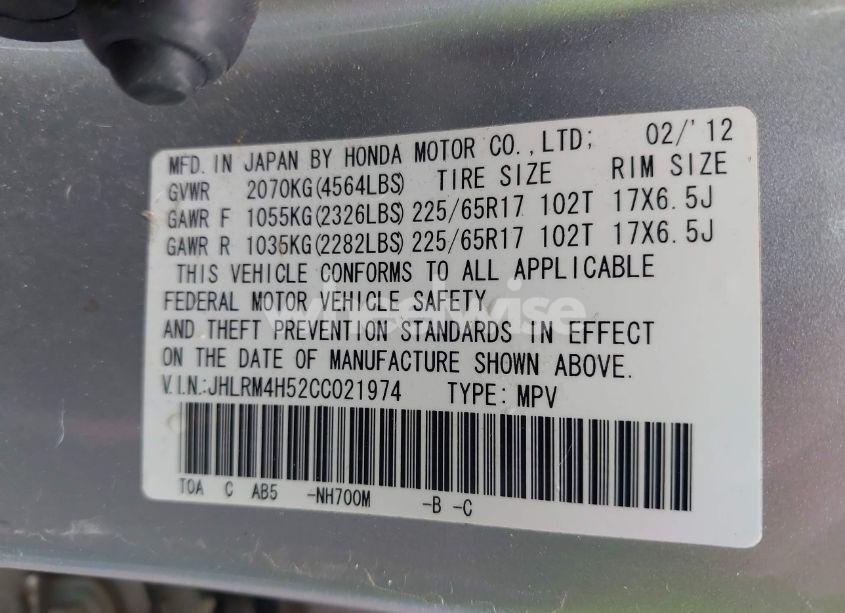 MFD. IN JAPAN BY HONDA MOTOR CO., LTD; 02/'12
GVWR 2070KG(4564LBS) TIRE SIZE RIM SIZE
GAWR F 1055KG(2326LBS) 225/65R17 102T 17X6.5J
GAWR R 1035KG(2282LBS) 225/65R17 102T 17X6.5J
THIS VEHICLE CONFORMS TO ALL APPLICABLE
FEDERAL MOTOR VEHICLE SAFETY
wheelwise
AND THEFT PREVENTION STANDARDS IN EFFECT
ON THE DATE OF MANUFACTURE SHOWN ABOVE.
V.I.N.:JHLRM4H52CC021974 TYPE: MPV
TOA C AB5 -NH700M -B -C